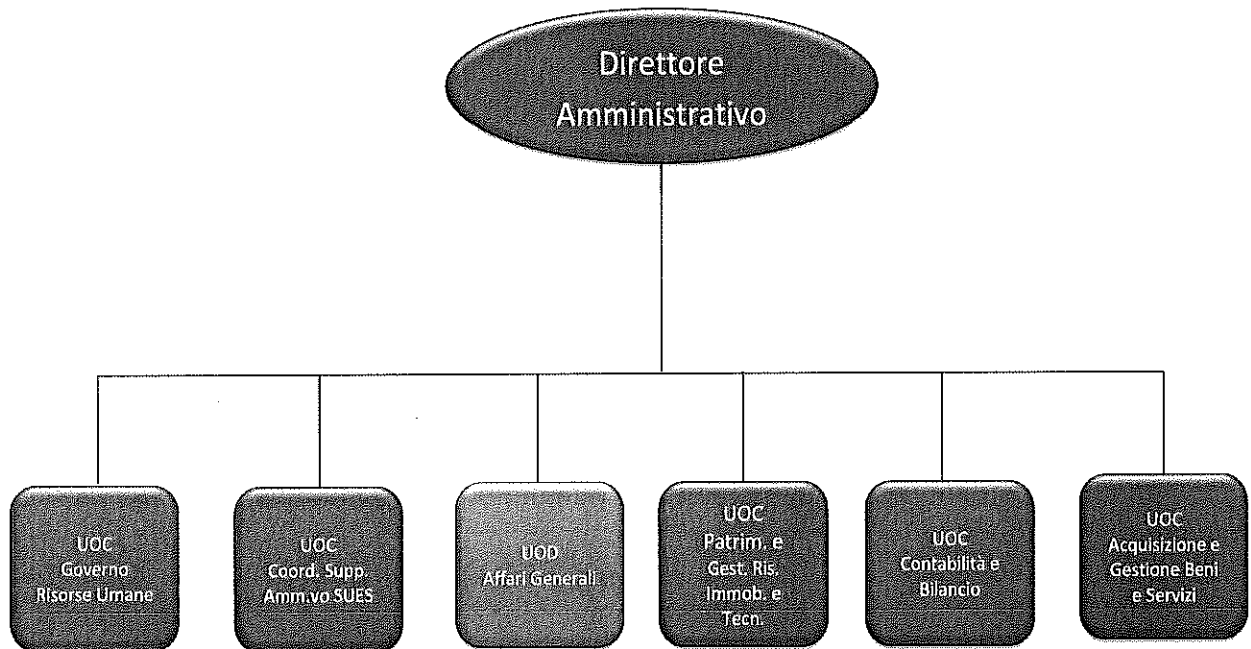 Direttore
Amministrativo
UOC
Governo
Risorse Umane
UOC
Coord. Supp.
Amm.vo SUES
UOD
Affari Generali
UOC
Patrim. e
Gest. Ris.
Immob. e
Tecn.
UOC
Contabilità e
Bilancio
UOC
Acquisizione e
Gestione Beni
e Servizi